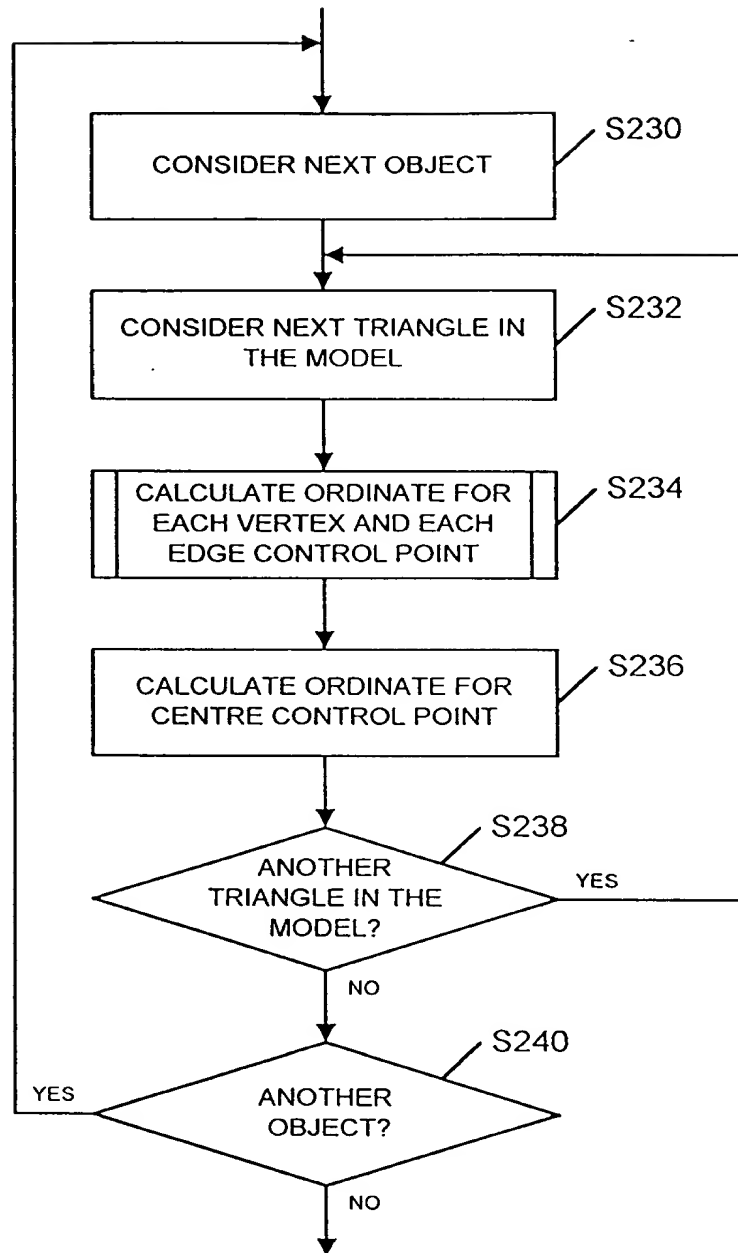 S230
CONSIDER NEXT OBJECT
S232
CONSIDER NEXT TRIANGLE IN
THE MODEL
S234
CALCULATE ORDINATE FOR
EACH VERTEX AND EACH
EDGE CONTROL POINT
S236
CALCULATE ORDINATE FOR
CENTRE CONTROL POINT
S238
ANOTHER
TRIANGLE IN THE
MODEL?
YES
NO
S240
YES
ANOTHER
OBJECT?
NO